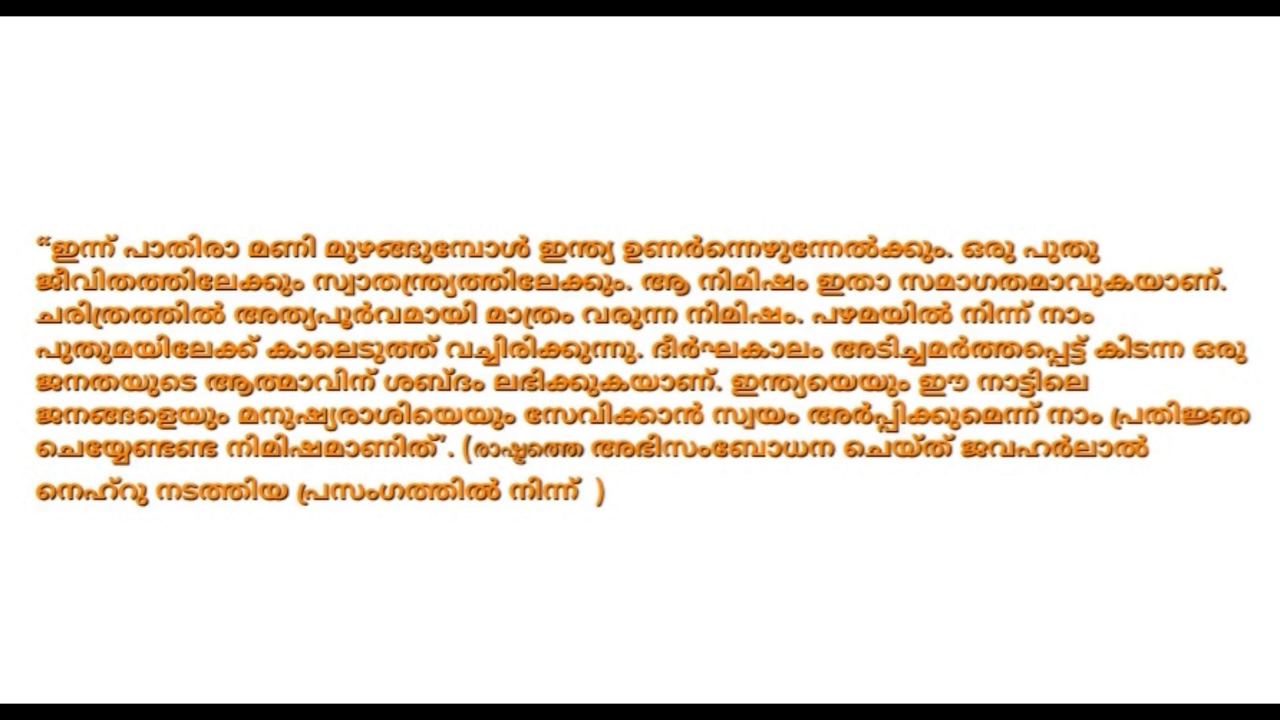 “ഇന്ന് പാതിരാ മണി മുഴങ്ങുമ്പോൾ ഇന്ത്യ ഉണർന്നെഴുന്നേൽക്കും. ഒരു പുതു
ജീവിതത്തിലേക്കും സ്വാതന്ത്ര്യത്തിലേക്കും. ആ നിമിഷം ഇതാ സമാഗതമാവുകയാണ്.
ചരിത്രത്തിൽ അത്യപൂർവമായി മാത്രം വരുന്ന നിമിഷം. പഴമയിൽ നിന്ന് നാം
പുതുമയിലേക്ക് കാലെടുത്ത് വച്ചിരിക്കുന്നു. ദീർഘകാലം അടിച്ചമർത്തപ്പെട്ട് കിടന്ന ഒരു
ജനതയുടെ ആത്മാവിന് ശബ്ദം ലഭിക്കുകയാണ്. ഇന്ത്യയെയും ഈ നാട്ടിലെ
ജനങ്ങളെയും മനുഷ്യരാശിയെയും സേവിക്കാൻ സ്വയം അർപ്പിക്കുമെന്ന് നാം പ്രതിജ്ഞ
ചെയ്യേണ്ടണ്ട നിമിഷമാണിത്’. (രാഷ്ട്രത്തെ അഭിസംബോധന ചെയ്ത് ജവഹർലാൽ
നെഹ്റു നടത്തിയ പ്രസംഗത്തിൽ നിന്ന് )